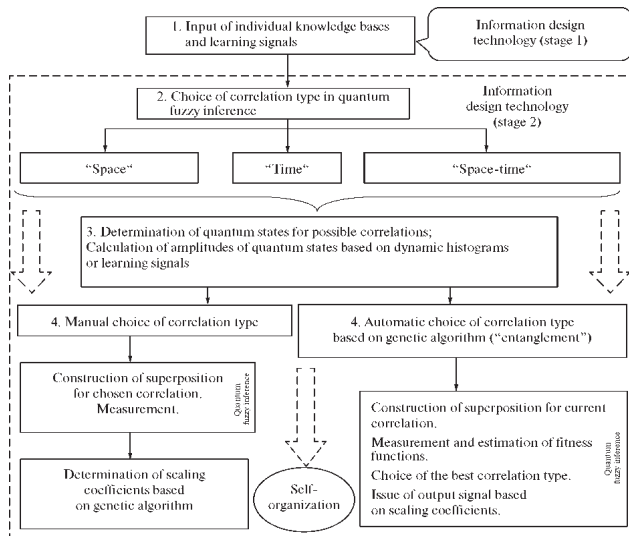 1. Input of individual knowledge bases
and learning signals
Information design
technology (stage 1)
2. Choice of correlation type in quantum
fuzzy inference
Information
design technology
(stage 2)
“Space“
“Time“
“Space-time“
3. Determination of quantum states for possible correlations;
Calculation of amplitudes of quantum states based on dynamic histograms
or learning signals
4. Manual choice of correlation type
4. Automatic choice of correlation type
based on genetic algorithm (“entanglement”)
Construction of superposition
for chosen correlation.
Measurement.
Quantum
fuzzy inference
Construction of superposition for current
correlation.
Measurement and estimation of fitness
functions.
Choice of the best correlation type.
Issue of output signal based
on scaling coefficients.
Quantum
fuzzy inference
Determination of scaling
coefficients based
on genetic algorithm
Self-
organization